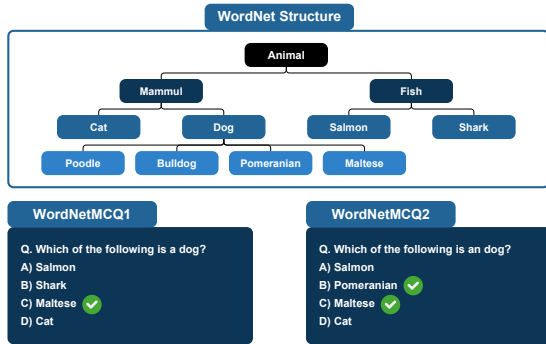 WordNet Structure
Animal
Mammul Fish
Cat Dog Salmon Shark
Poodle Bulldog Pomeranian Maltese
WordNetMCQ1
Q. Which of the following is a dog?
A) Salmon
B) Shark
C) Maltese
D) Cat
WordNetMCQ2
Q. Which of the following is an dog?
A) Salmon
B) Pomeranian
C) Maltese
D) Cat